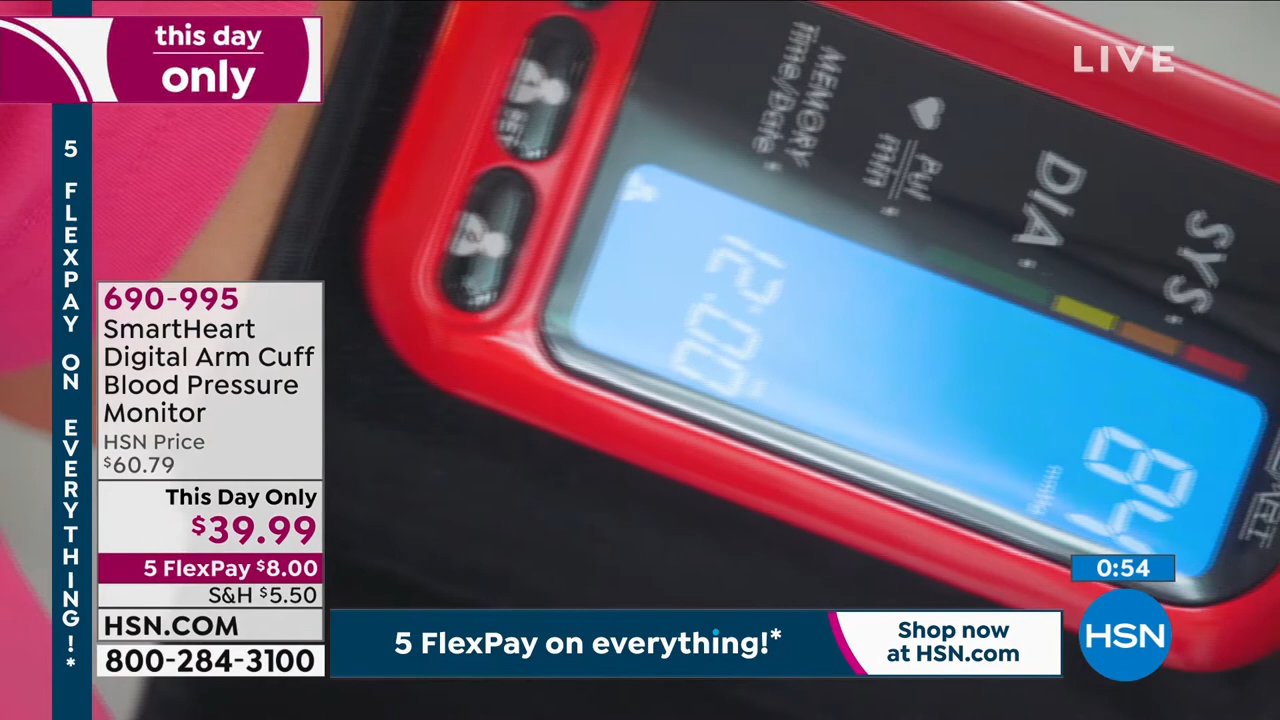 this day
only
LIVE
5 FLEXPAY ON EVERYTHING!*
690-995
SmartHeart
Digital Arm Cuff
Blood Pressure
Monitor
HSN Price
$60.79
This Day Only
$39.99
5 FlexPay $8.00
S&H $5.50
HSN.COM
800-284-3100
SET
MEMORY
Time/Date
Pul
min
DIA
SYS
12:00
84
mmHg
0:54
HSN
5 FlexPay on everything!*
Shop now
at HSN.com